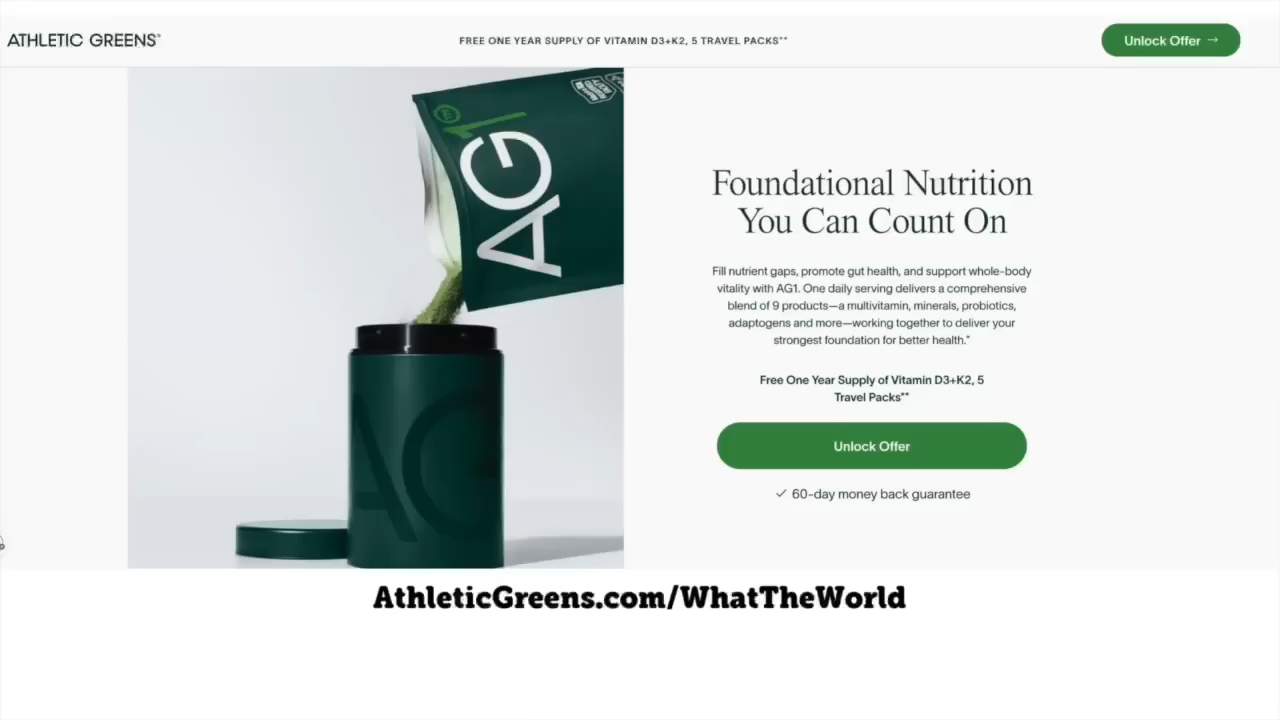 ATHLETIC GREENS®
FREE ONE YEAR SUPPLY OF VITAMIN D3+K2, 5 TRAVEL PACKS**
Unlock Offer →
AG1®
AG
Foundational Nutrition
You Can Count On
Fill nutrient gaps, promote gut health, and support whole-body
vitality with AG1. One daily serving delivers a comprehensive
blend of 9 products—a multivitamin, minerals, probiotics,
adaptogens and more—working together to deliver your
strongest foundation for better health.*
Free One Year Supply of Vitamin D3+K2, 5
Travel Packs**
Unlock Offer
✓ 60-day money back guarantee
AthleticGreens.com/WhatTheWorld